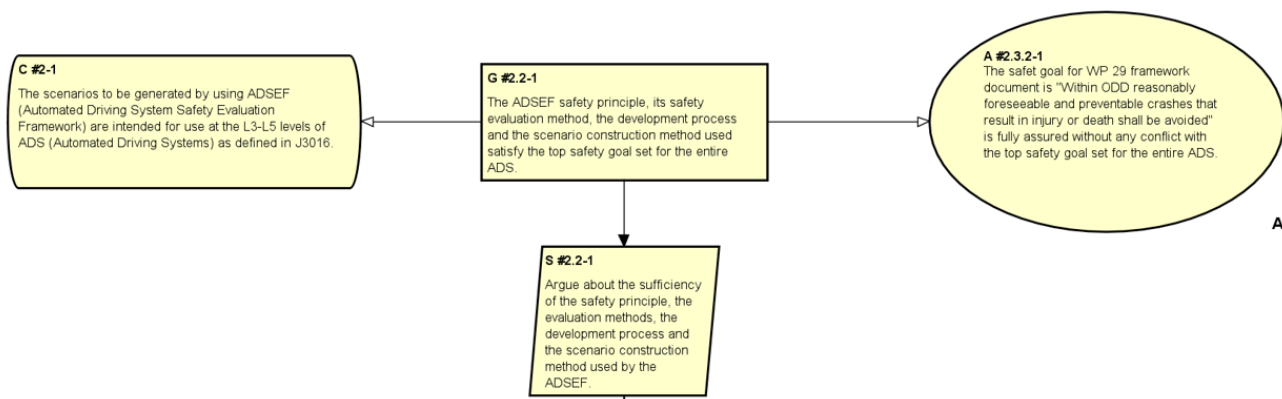 C #2-1
The scenarios to be generated by using ADSEF
(Automated Driving System Safety Evaluation
Framework) are intended for use at the L3-L5 levels of
ADS (Automated Driving Systems) as defined in J3016.
G #2.2-1
The ADSEF safety principle, its safety
evaluation method, the development process
and the scenario construction method used
satisfy the top safety goal set for the entire
ADS.
A #2.3.2-1
The safet goal for WP 29 framework
document is "Within ODD reasonably
foreseeable and preventable crashes that
result in injury or death shall be avoided"
is fully assured without any conflict with
the top safety goal set for the entire ADS.
A
S #2.2-1
Argue about the sufficiency
of the safety principle, the
evaluation methods, the
development process and
the scenario construction
method used by the
ADSEF.